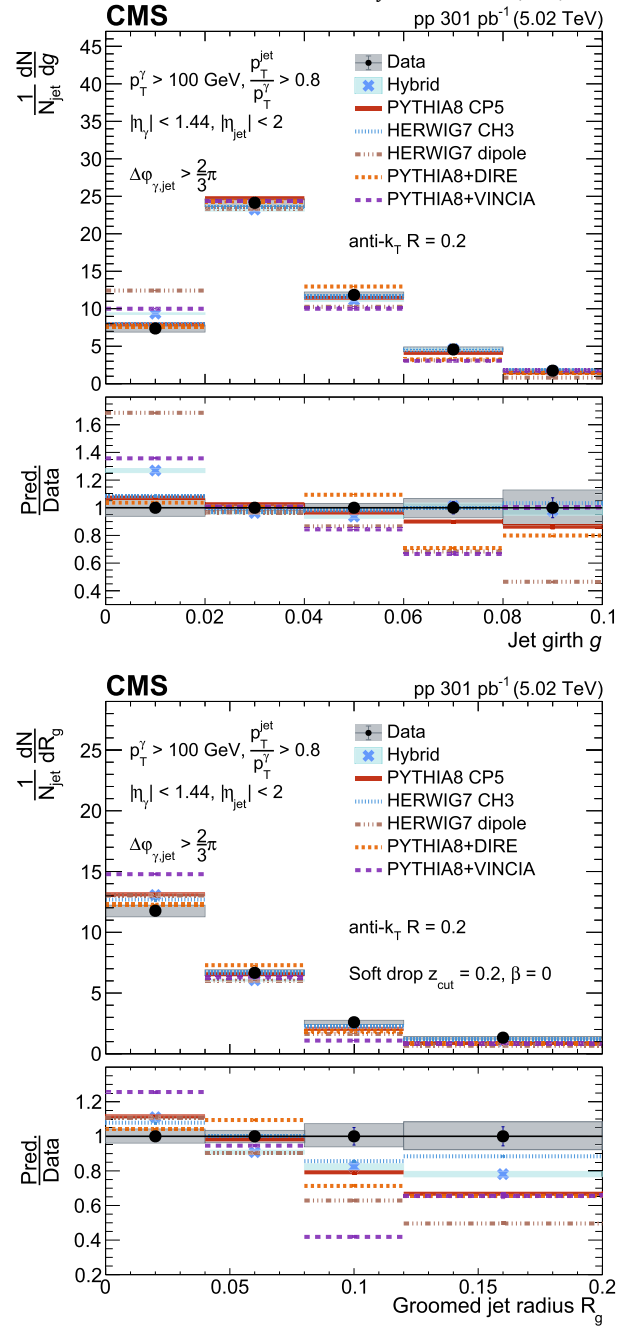 CMS
pp 301 pb⁻¹ (5.02 TeV)
1/N_jet dN/dg
p_T^γ > 100 GeV, p_T^jet/p_T^γ > 0.8
|η_γ| < 1.44, |η_jet| < 2
Δφ_γ,jet > 2/3 π
Data
Hybrid
PYTHIA8 CP5
HERWIG7 CH3
HERWIG7 dipole
PYTHIA8+DIRE
PYTHIA8+VINCIA
anti-k_T R = 0.2
45
40
35
30
25
20
15
10
5
0
Pred.
Data
1.6
1.4
1.2
1
0.8
0.6
0.4
0 0.02 0.04 0.06 0.08 0.1
Jet girth g
CMS
pp 301 pb⁻¹ (5.02 TeV)
1/N_jet dN/dR_g
p_T^γ > 100 GeV, p_T^jet/p_T^γ > 0.8
|η_γ| < 1.44, |η_jet| < 2
Δφ_γ,jet > 2/3 π
Data
Hybrid
PYTHIA8 CP5
HERWIG7 CH3
HERWIG7 dipole
PYTHIA8+DIRE
PYTHIA8+VINCIA
anti-k_T R = 0.2
Soft drop z_cut = 0.2, β = 0
25
20
15
10
5
0
Pred.
Data
1.2
1
0.8
0.6
0.4
0.2
0 0.05 0.1 0.15 0.2
Groomed jet radius R_g